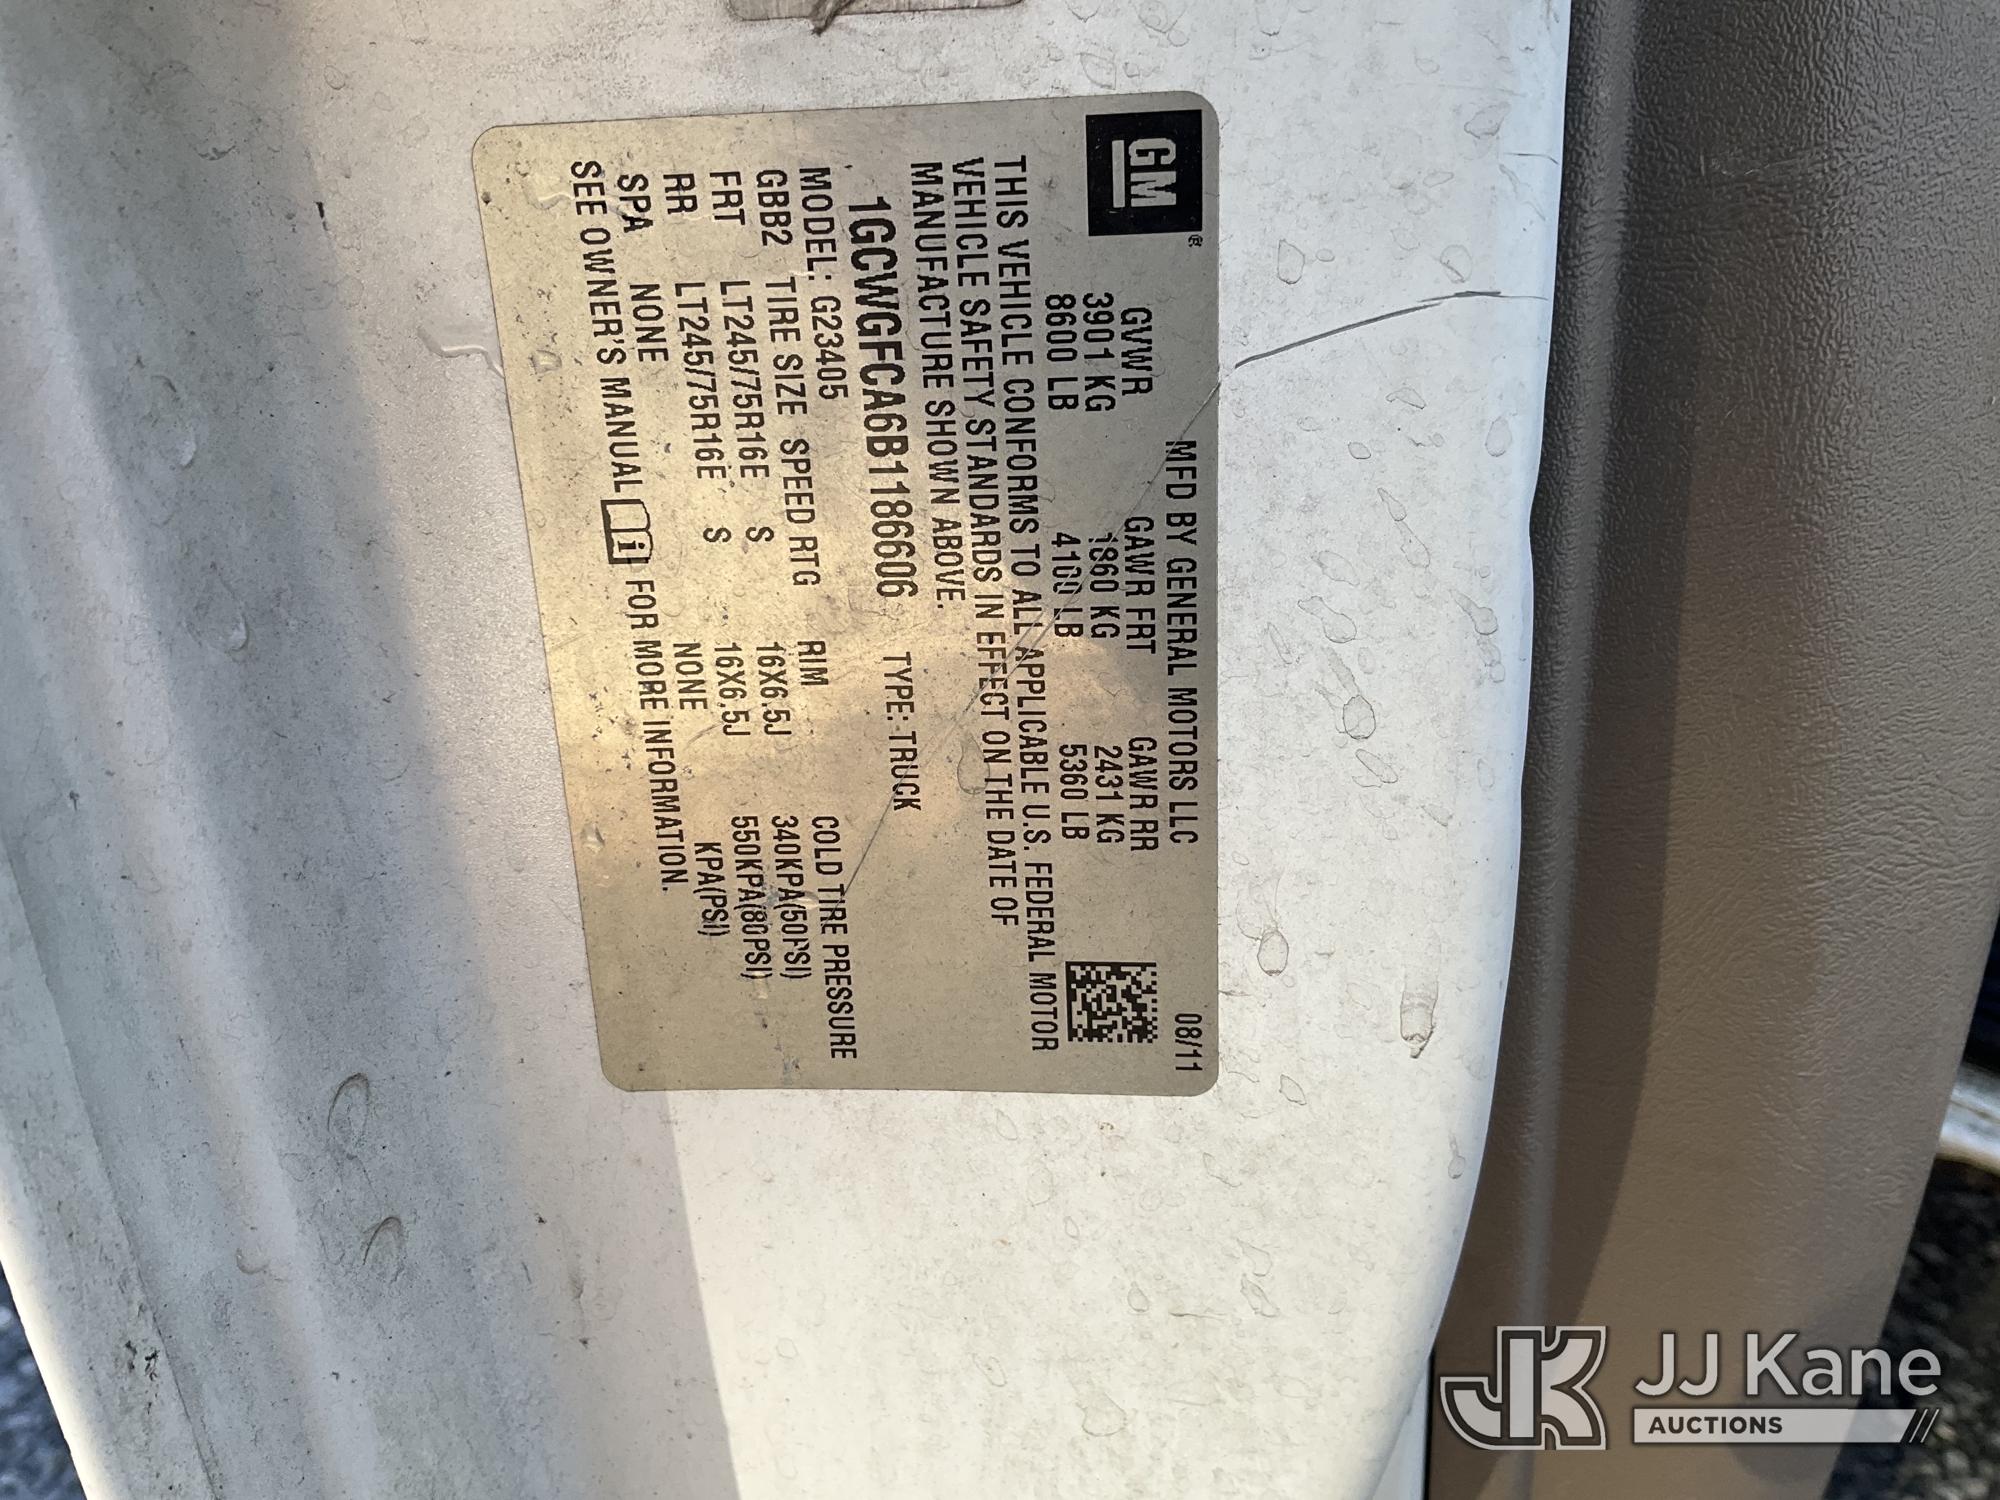 GM®
MFD BY GENERAL MOTORS LLC 08/11
GVWR GAWR FRT GAWR RR
3901 KG 1860 KG 2431 KG
8600 LB 4100 LB 5360 LB
THIS VEHICLE CONFORMS TO ALL APPLICABLE U.S. FEDERAL MOTOR
VEHICLE SAFETY STANDARDS IN EFFECT ON THE DATE OF
MANUFACTURE SHOWN ABOVE.
1GCWGFCA6B1186606 TYPE: TRUCK
MODEL: G23405
GBB2 TIRE SIZE SPEED RTG RIM COLD TIRE PRESSURE
FRT LT245/75R16E S 16X6.5J 340KPA(50PSI)
RR LT245/75R16E S 16X6.5J 550KPA(80PSI)
SPA NONE NONE KPA(PSI)
SEE OWNER'S MANUAL i FOR MORE INFORMATION.
JK JJ Kane
AUCTIONS